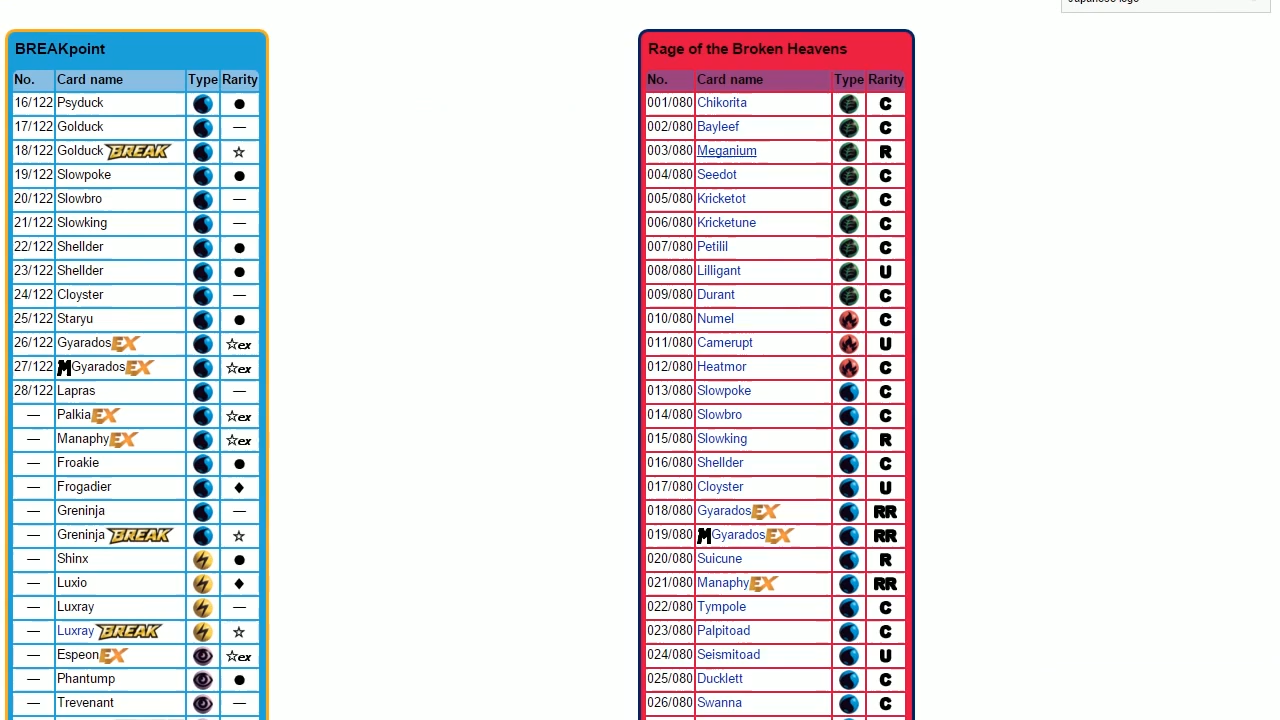 Japanese logo
BREAKpoint
No. Card name Type Rarity
16/122 Psyduck ●
17/122 Golduck —
18/122 Golduck BREAK ☆
19/122 Slowpoke ●
20/122 Slowbro —
21/122 Slowking —
22/122 Shellder ●
23/122 Shellder ●
24/122 Cloyster —
25/122 Staryu ●
26/122 Gyarados EX ☆ex
27/122 M Gyarados EX ☆ex
28/122 Lapras —
— Palkia EX ☆ex
— Manaphy EX ☆ex
— Froakie ●
— Frogadier ♦
— Greninja —
— Greninja BREAK ☆
— Shinx ●
— Luxio ♦
— Luxray —
— Luxray BREAK ☆
— Espeon EX ☆ex
— Phantump ●
— Trevenant —
Rage of the Broken Heavens
No. Card name Type Rarity
001/080 Chikorita C
002/080 Bayleef C
003/080 Meganium R
004/080 Seedot C
005/080 Kricketot C
006/080 Kricketune C
007/080 Petilil C
008/080 Lilligant U
009/080 Durant C
010/080 Numel C
011/080 Camerupt U
012/080 Heatmor C
013/080 Slowpoke C
014/080 Slowbro C
015/080 Slowking R
016/080 Shellder C
017/080 Cloyster U
018/080 Gyarados EX RR
019/080 M Gyarados EX RR
020/080 Suicune R
021/080 Manaphy EX RR
022/080 Tympole C
023/080 Palpitoad C
024/080 Seismitoad U
025/080 Ducklett C
026/080 Swanna C